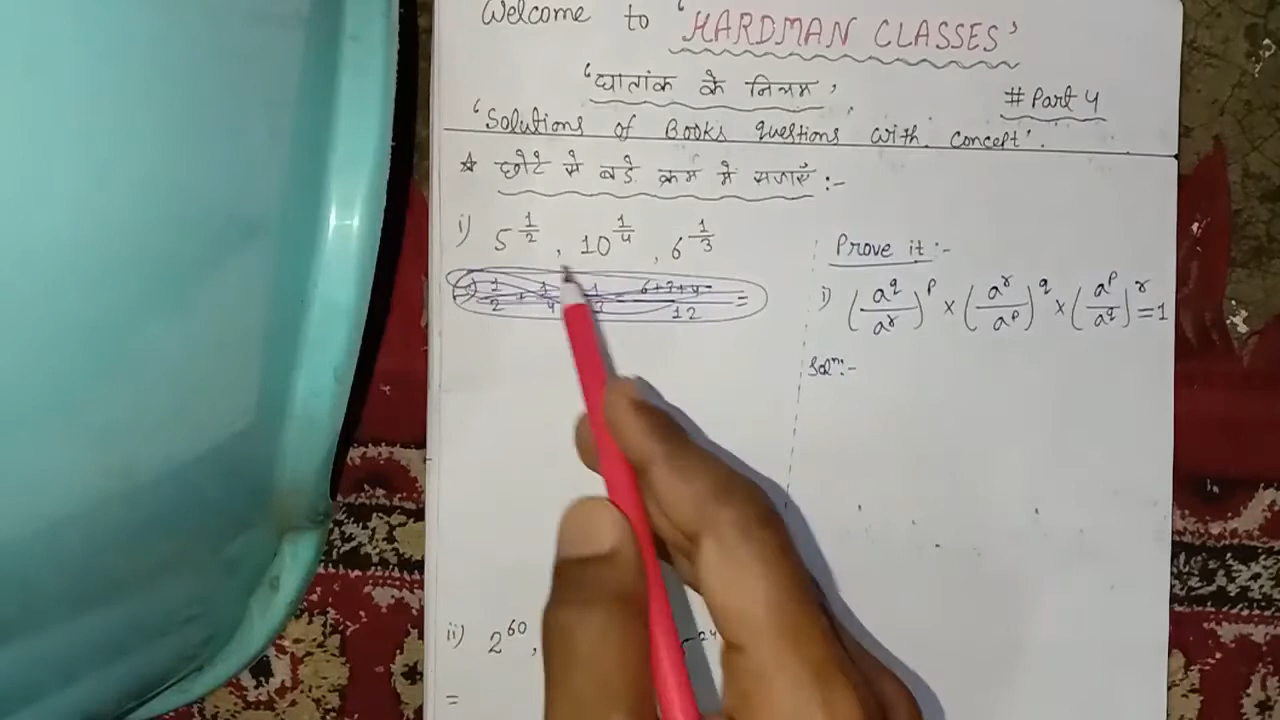 Welcome to 'HARDMAN CLASSES'
'घातांक के नियम'
# Part 4
'Solutions of Books questions with concept'.
☆ छोटे से बडे क्रम में सजाएँ :-
i) 5^{1/2}, 10^{1/4}, 6^{1/3}
Prove it :-
i) (a^q/a^r)^p × (a^r/a^p)^q × (a^p/a^q)^r = 1
Solⁿ:-
ii) 2^{60},
=